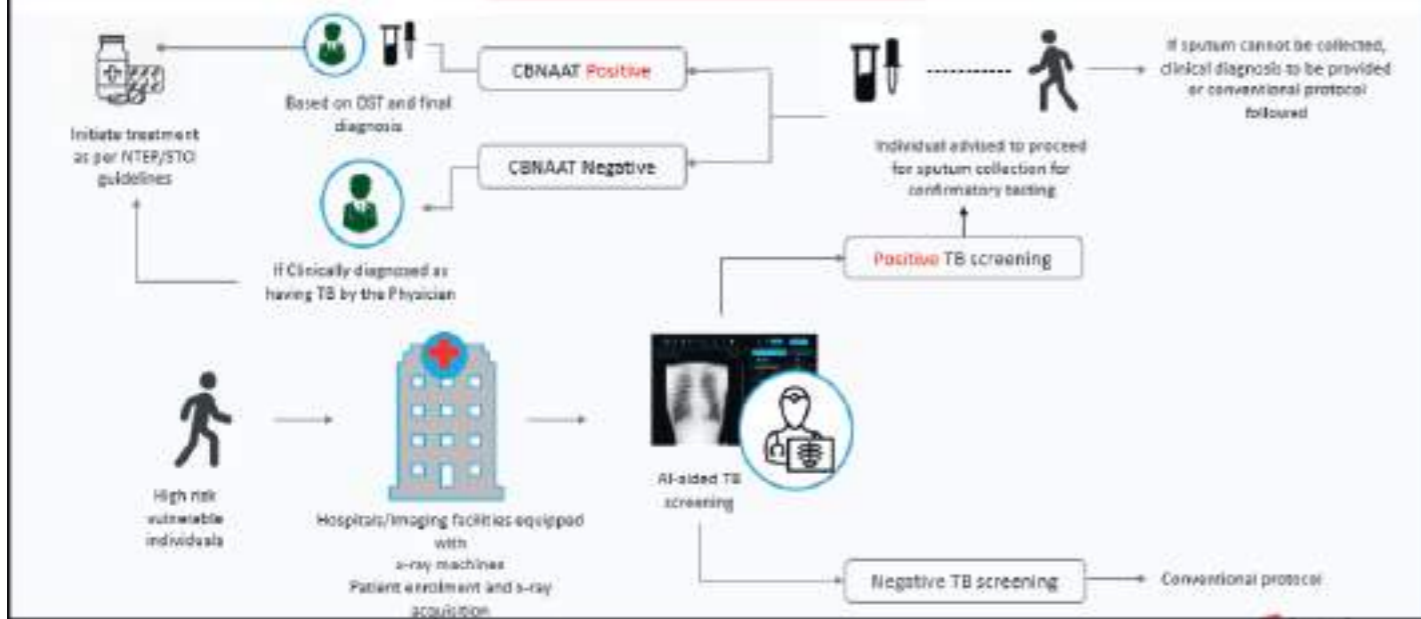 CBNAAT Positive
Based on DST and final
diagnosis
Initiate treatment
as per NTEP/STCI
guidelines
CBNAAT Negative
If Clinically diagnosed as
having TB by the Physician
If sputum cannot be collected,
clinical diagnosis to be provided
or conventional protocol
Individual advised to proceed
for sputum collection for
confirmatory testing
Positive TB screening
High risk
vulnerable
individuals
Hospitals/Imaging facilities equipped
with
x-ray machines
Patient enrolment and x-ray
acquisition
AI-aided TB
screening
Negative TB screening
Conventional protocol